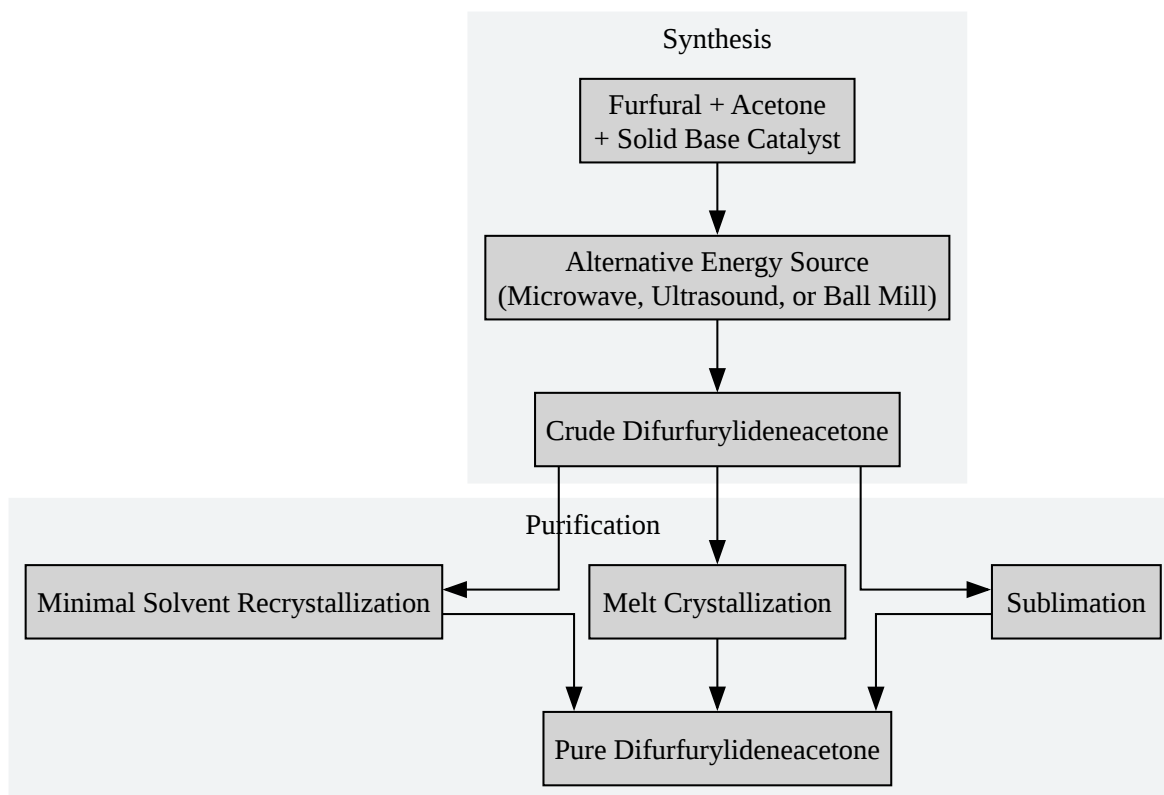 Synthesis
Furfural + Acetone
+ Solid Base Catalyst
Alternative Energy Source
(Microwave, Ultrasound, or Ball Mill)
Crude Difurfurylideneacetone
Purification
Minimal Solvent Recrystallization
Melt Crystallization
Sublimation
Pure Difurfurylideneacetone